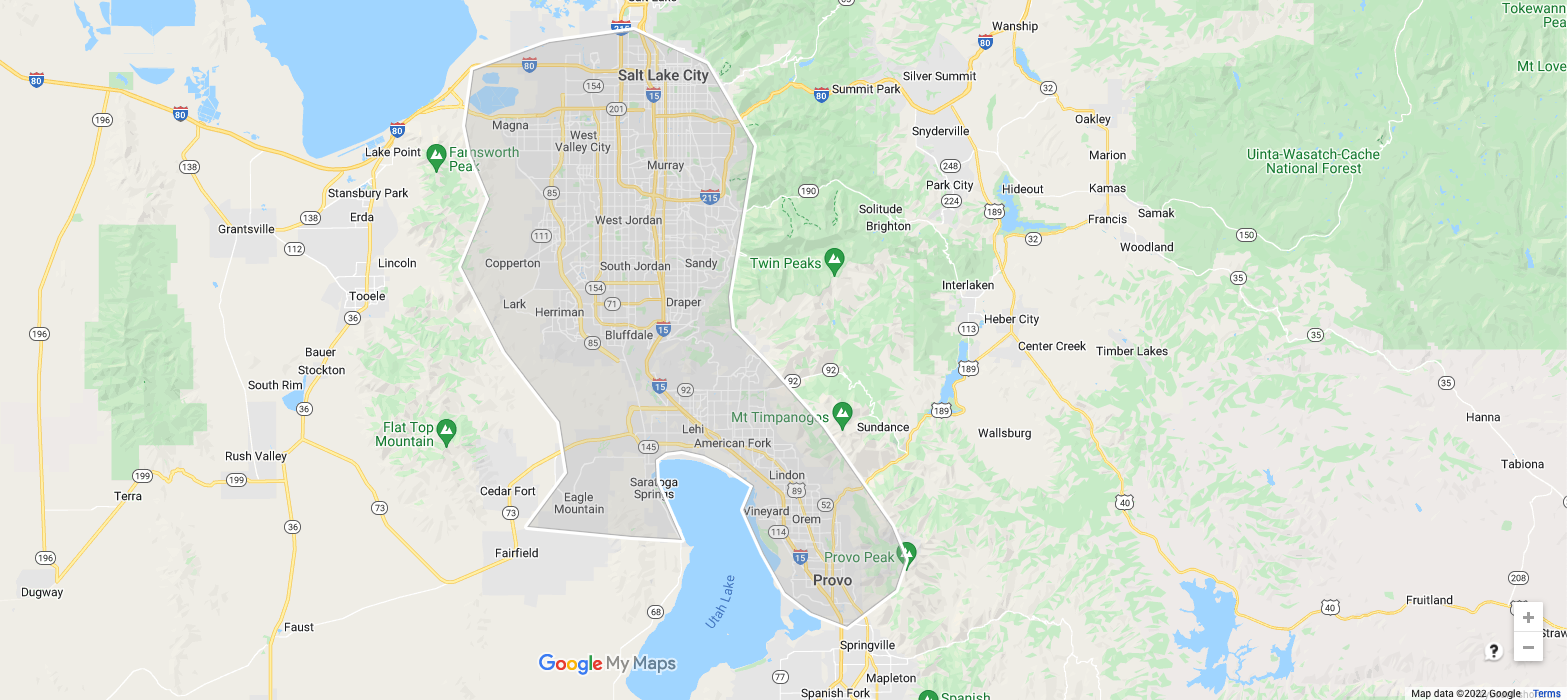 Salt Lake
Wanship
Tokewann
Pea
215
80
Salt Lake City
80
Silver Summit
Mt Love
80
154
15
80
Summit Park
32
196
80
201
Oakley
Magna
80
West
Valley City
Snyderville
Lake Point
Farnsworth
Peak
Murray
248
Marion
Uinta-Wasatch-Cache
National Forest
138
Stansbury Park
85
215
190
Park City
224
Hideout
Kamas
138
Erda
West Jordan
Solitude
Brighton
189
Francis
Samak
Grantsville
111
32
150
112
Woodland
Lincoln
Copperton
South Jordan
Sandy
Twin Peaks
35
Tooele
154
71
Draper
Interlaken
Lark
Herriman
36
Heber City
196
Bluffdale
15
113
35
85
Center Creek
Timber Lakes
Bauer
Stockton
92
92
189
South Rim
15
92
35
36
189
Flat Top
Mountain
Mt Timpanogos
Sundance
Hanna
Lehi
American Fork
Wallsburg
145
Rush Valley
199
199
Lindon
Tabiona
Terra
Cedar Fort
Eagle
Mountain
Saratoga
Springs
89
52
40
73
73
Vineyard
Orem
36
114
Fairfield
15
Provo Peak
196
Provo
208
Dugway
Utah Lake
68
40
Fruitland
Faust
Springville
Straw
Google My Maps
77
Mapleton
Spanish Fork
Spanish
Map data ©2022 Google
Terms